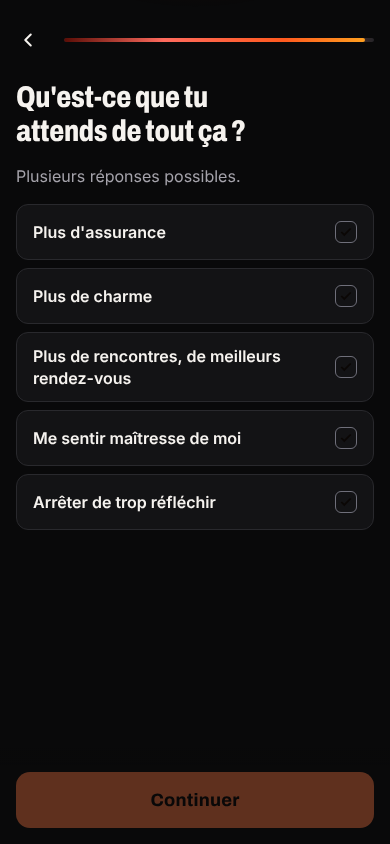 Qu'est-ce que tu
attends de tout ça ?
Plusieurs réponses possibles.
Plus d'assurance
Plus de charme
Plus de rencontres, de meilleurs
rendez-vous
Me sentir maîtresse de moi
Arrêter de trop réfléchir
Continuer